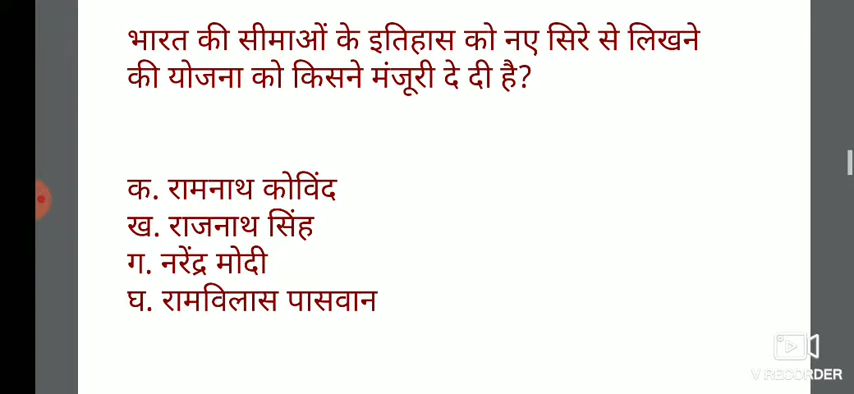 भारत की सीमाओं के इतिहास को नए सिरे से लिखने
की योजना को किसने मंजूरी दे दी है?
क. रामनाथ कोविंद
ख. राजनाथ सिंह
ग. नरेंद्र मोदी
घ. रामविलास पासवान
V RECORDER